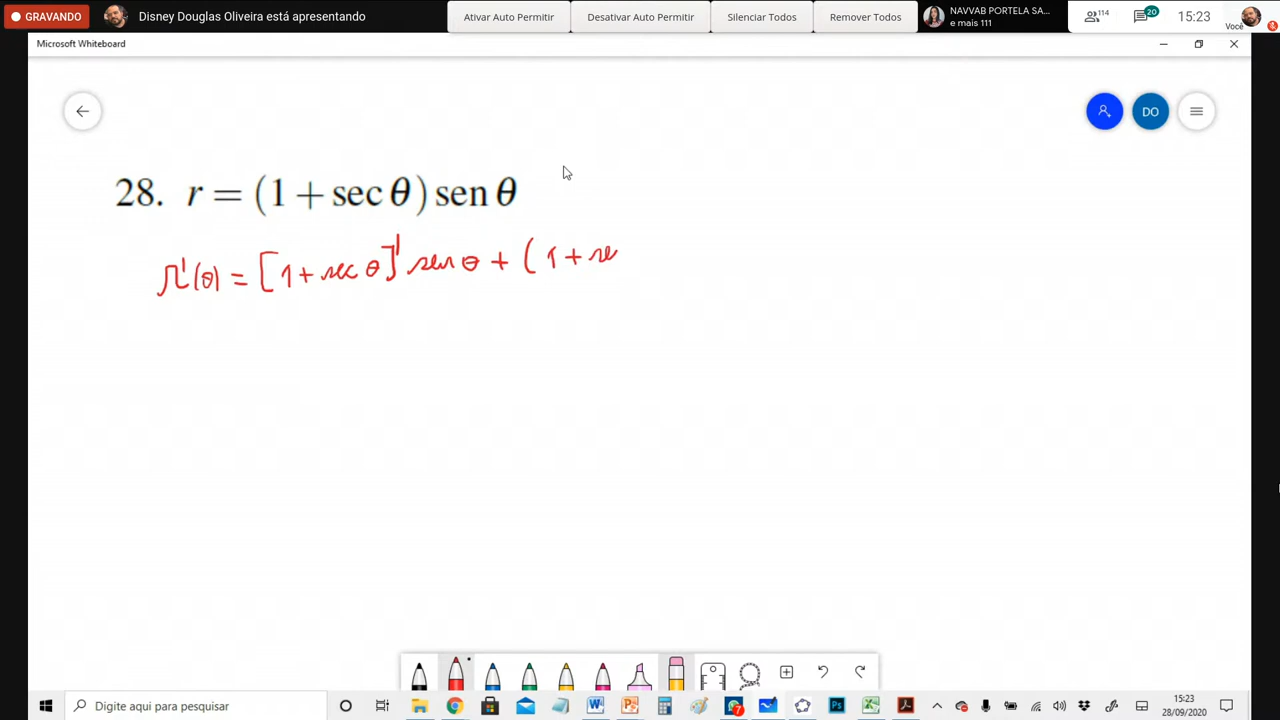 GRAVANDO
Disney Douglas Oliveira está apresentando
Ativar Auto Permitir
Desativar Auto Permitir
Silenciar Todos
Remover Todos
NAVVAB PORTELA SA...
e mais 111
114
20
15:23
Você
Microsoft Whiteboard
DO
28. r = (1 + sec θ) sen θ
r'(θ) = [1 + sec θ]' sen θ + (1 + se
Digite aqui para pesquisar
7
15:23
28/09/2020